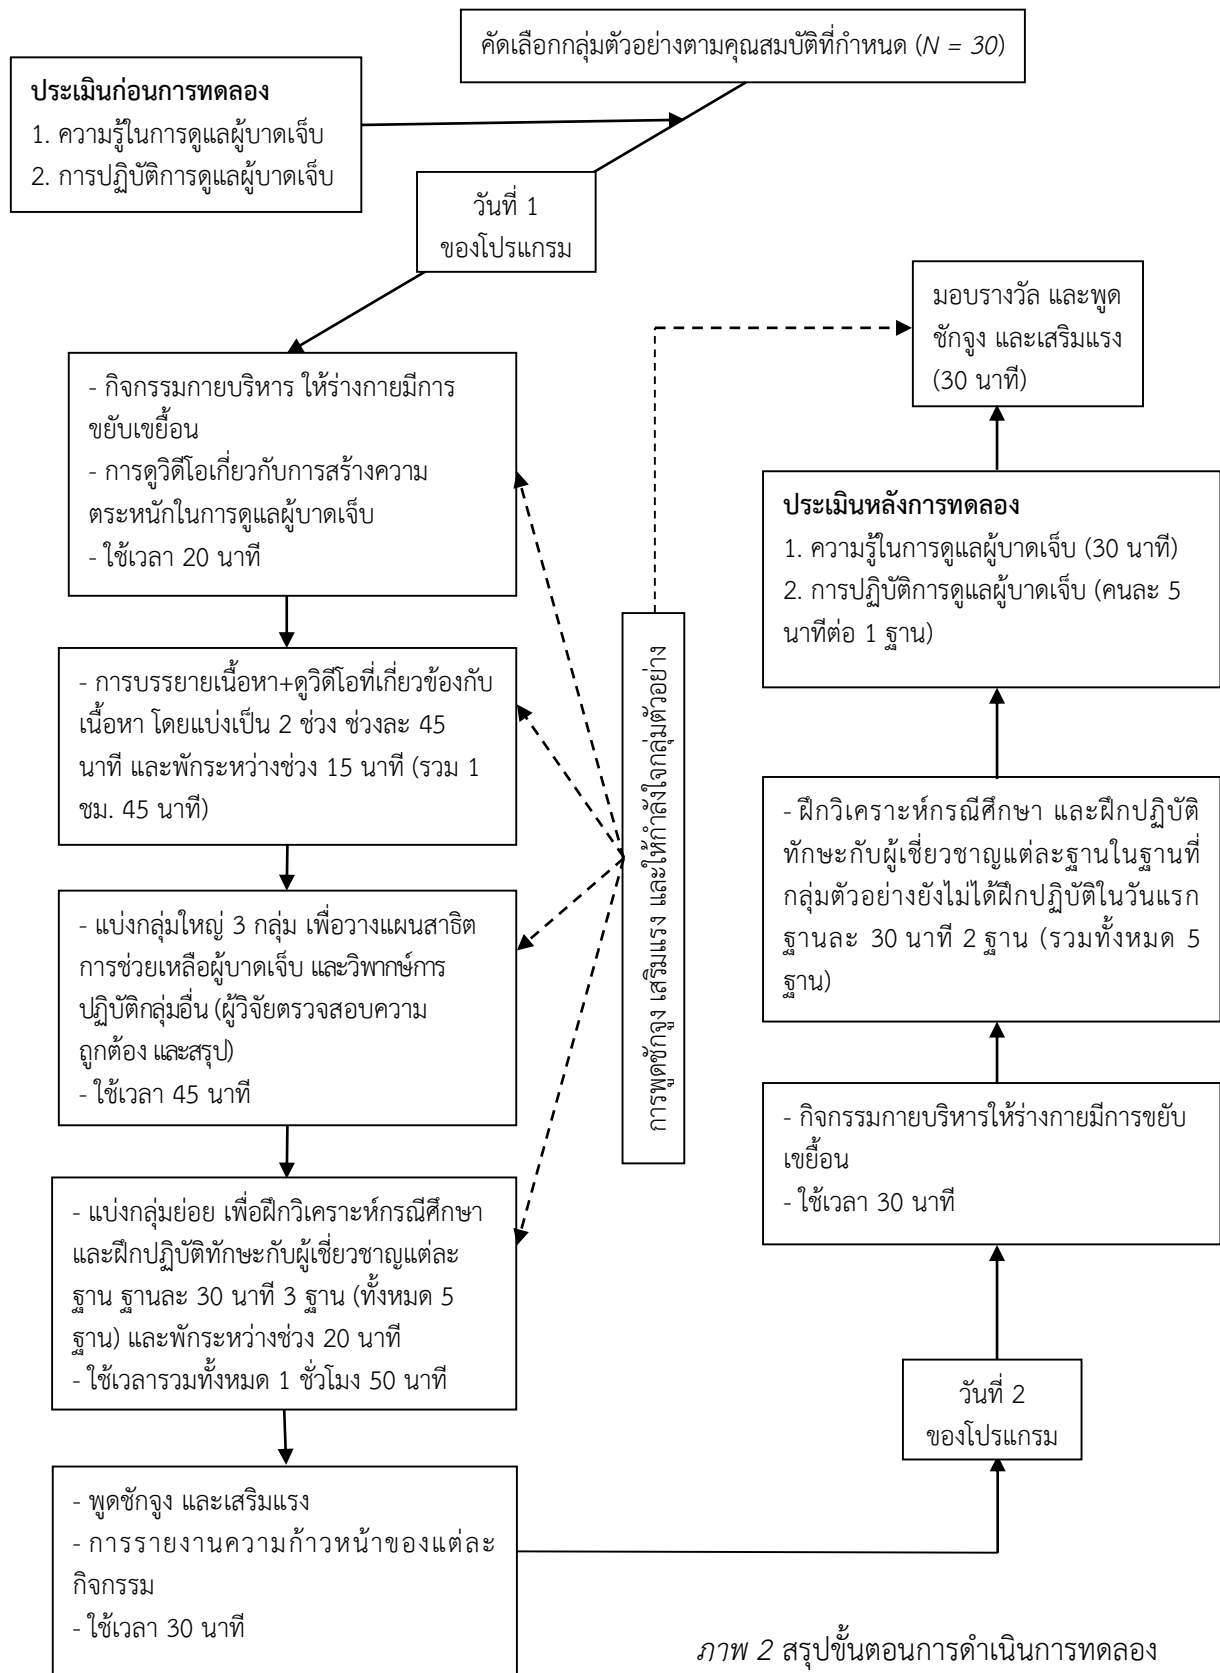 คัดเลือกกลุ่มตัวอย่างตามคุณสมบัติที่กำหนด (N = 30)
ประเมินก่อนการทดลอง
1. ความรู้ในการดูแลผู้บาดเจ็บ
2. การปฏิบัติการดูแลผู้บาดเจ็บ
วันที่ 1
ของโปรแกรม
- กิจกรรมกายบริหาร ให้ร่างกายมีการ
ขยับเขยื้อน
- การดูวิดีโอเกี่ยวกับการสร้างความ
ตระหนักในการดูแลผู้บาดเจ็บ
- ใช้เวลา 20 นาที
- การบรรยายเนื้อหา+ดูวิดีโอที่เกี่ยวข้องกับ
เนื้อหา โดยแบ่งเป็น 2 ช่วง ช่วงละ 45
นาที และพักระหว่างช่วง 15 นาที (รวม 1
ชม. 45 นาที)
- แบ่งกลุ่มใหญ่ 3 กลุ่ม เพื่อวางแผนสาธิต
การช่วยเหลือผู้บาดเจ็บ และวิพากษ์การ
ปฏิบัติกลุ่มอื่น (ผู้วิจัยตรวจสอบความ
ถูกต้อง และสรุป)
- ใช้เวลา 45 นาที
- แบ่งกลุ่มย่อย เพื่อฝึกวิเคราะห์กรณีศึกษา
และฝึกปฏิบัติทักษะกับผู้เชี่ยวชาญแต่ละ
ฐาน ฐานละ 30 นาที 3 ฐาน (ทั้งหมด 5
ฐาน) และพักระหว่างช่วง 20 นาที
- ใช้เวลารวมทั้งหมด 1 ชั่วโมง 50 นาที
- พูดชักจูง และเสริมแรง
- การรายงานความก้าวหน้าของแต่ละ
กิจกรรม
- ใช้เวลา 30 นาที
การพูดชักจูง เสริมแรง และให้กำลังใจกลุ่มตัวอย่าง
มอบรางวัล และพูด
ชักจูง และเสริมแรง
(30 นาที)
ประเมินหลังการทดลอง
1. ความรู้ในการดูแลผู้บาดเจ็บ (30 นาที)
2. การปฏิบัติการดูแลผู้บาดเจ็บ (คนละ 5
นาทีต่อ 1 ฐาน)
- ฝึกวิเคราะห์กรณีศึกษา และฝึกปฏิบัติ
ทักษะกับผู้เชี่ยวชาญแต่ละฐานในฐานที่
กลุ่มตัวอย่างยังไม่ได้ฝึกปฏิบัติในวันแรก
ฐานละ 30 นาที 2 ฐาน (รวมทั้งหมด 5
ฐาน)
- กิจกรรมกายบริหารให้ร่างกายมีการขยับ
เขยื้อน
- ใช้เวลา 30 นาที
วันที่ 2
ของโปรแกรม
ภาพ 2 สรุปขั้นตอนการดำเนินการทดลอง